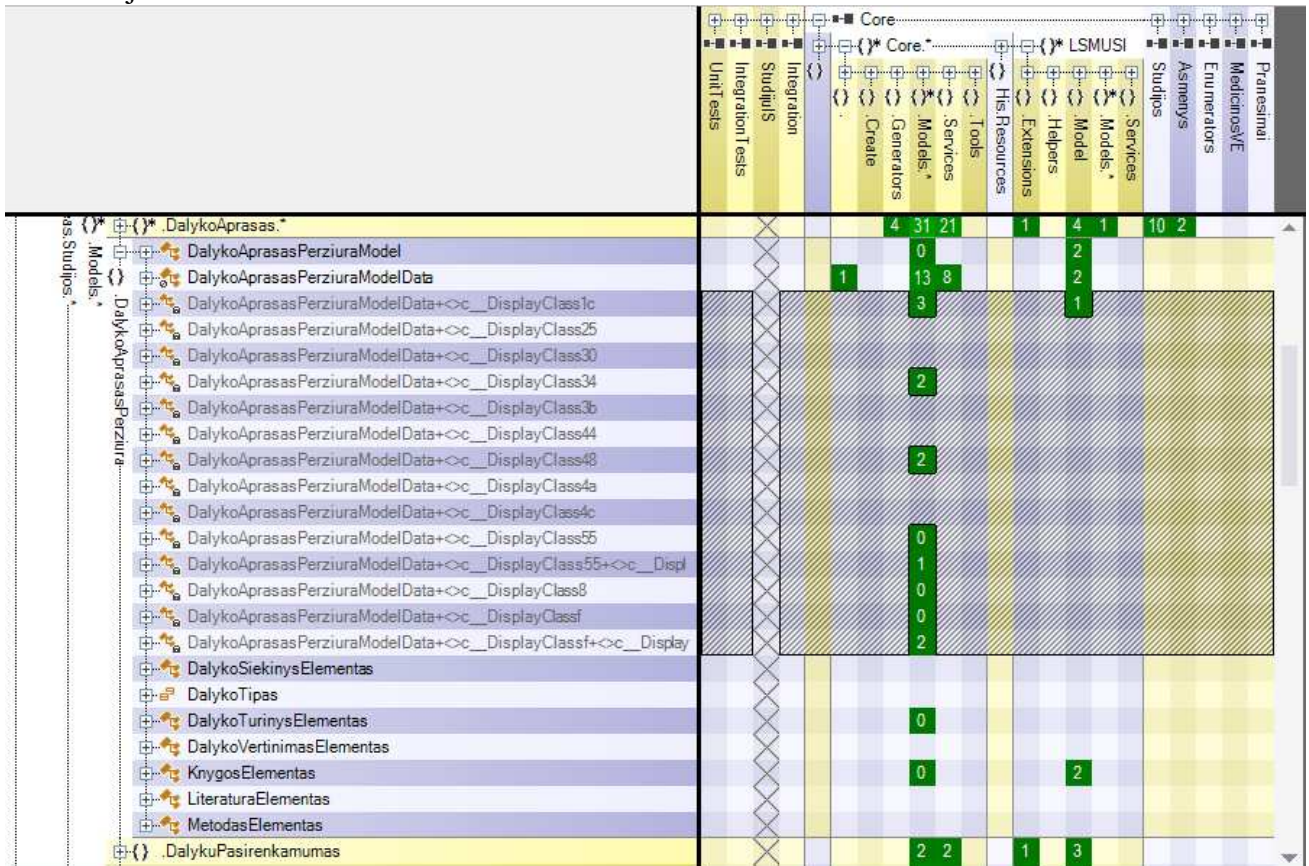 Core
{}* Core.*
{}* LSMUSI
UnitTests
IntegrationTests
StudijuIS
Integration
{}
{} .
{} .Create
{} .Generators
{}* .Models.*
{} .Services
{} .Tools
{} His.Resources
{} .Extensions
{} .Helpers
{} .Model
{}* .Models.*
{} .Services
Studijos
Asmenys
Enumerators
MedicinosVE
Pranesimai
as.Studijos.*
{}* .Models.*
{} .DalykoAprasasPerziura
{}* .DalykoAprasas.* 4 31 21 1 4 1 10 2
DalykoAprasasPerziuraModel 0 2
DalykoAprasasPerziuraModelData 1 13 8 2
DalykoAprasasPerziuraModelData+<>c__DisplayClass1c 3 1
DalykoAprasasPerziuraModelData+<>c__DisplayClass25
DalykoAprasasPerziuraModelData+<>c__DisplayClass30
DalykoAprasasPerziuraModelData+<>c__DisplayClass34 2
DalykoAprasasPerziuraModelData+<>c__DisplayClass3b
DalykoAprasasPerziuraModelData+<>c__DisplayClass44
DalykoAprasasPerziuraModelData+<>c__DisplayClass48 2
DalykoAprasasPerziuraModelData+<>c__DisplayClass4a
DalykoAprasasPerziuraModelData+<>c__DisplayClass4c
DalykoAprasasPerziuraModelData+<>c__DisplayClass55 0
DalykoAprasasPerziuraModelData+<>c__DisplayClass55+<>c__Displ 1
DalykoAprasasPerziuraModelData+<>c__DisplayClass8 0
DalykoAprasasPerziuraModelData+<>c__DisplayClassf 0
DalykoAprasasPerziuraModelData+<>c__DisplayClassf+<>c__Display 2
DalykoSiekinysElementas
DalykoTipas
DalykoTurinysElementas 0
DalykoVertinimasElementas
KnygosElementas 0 2
LiteraturaElementas
MetodasElementas
{} .DalykuPasirenkamumas 2 2 1 3